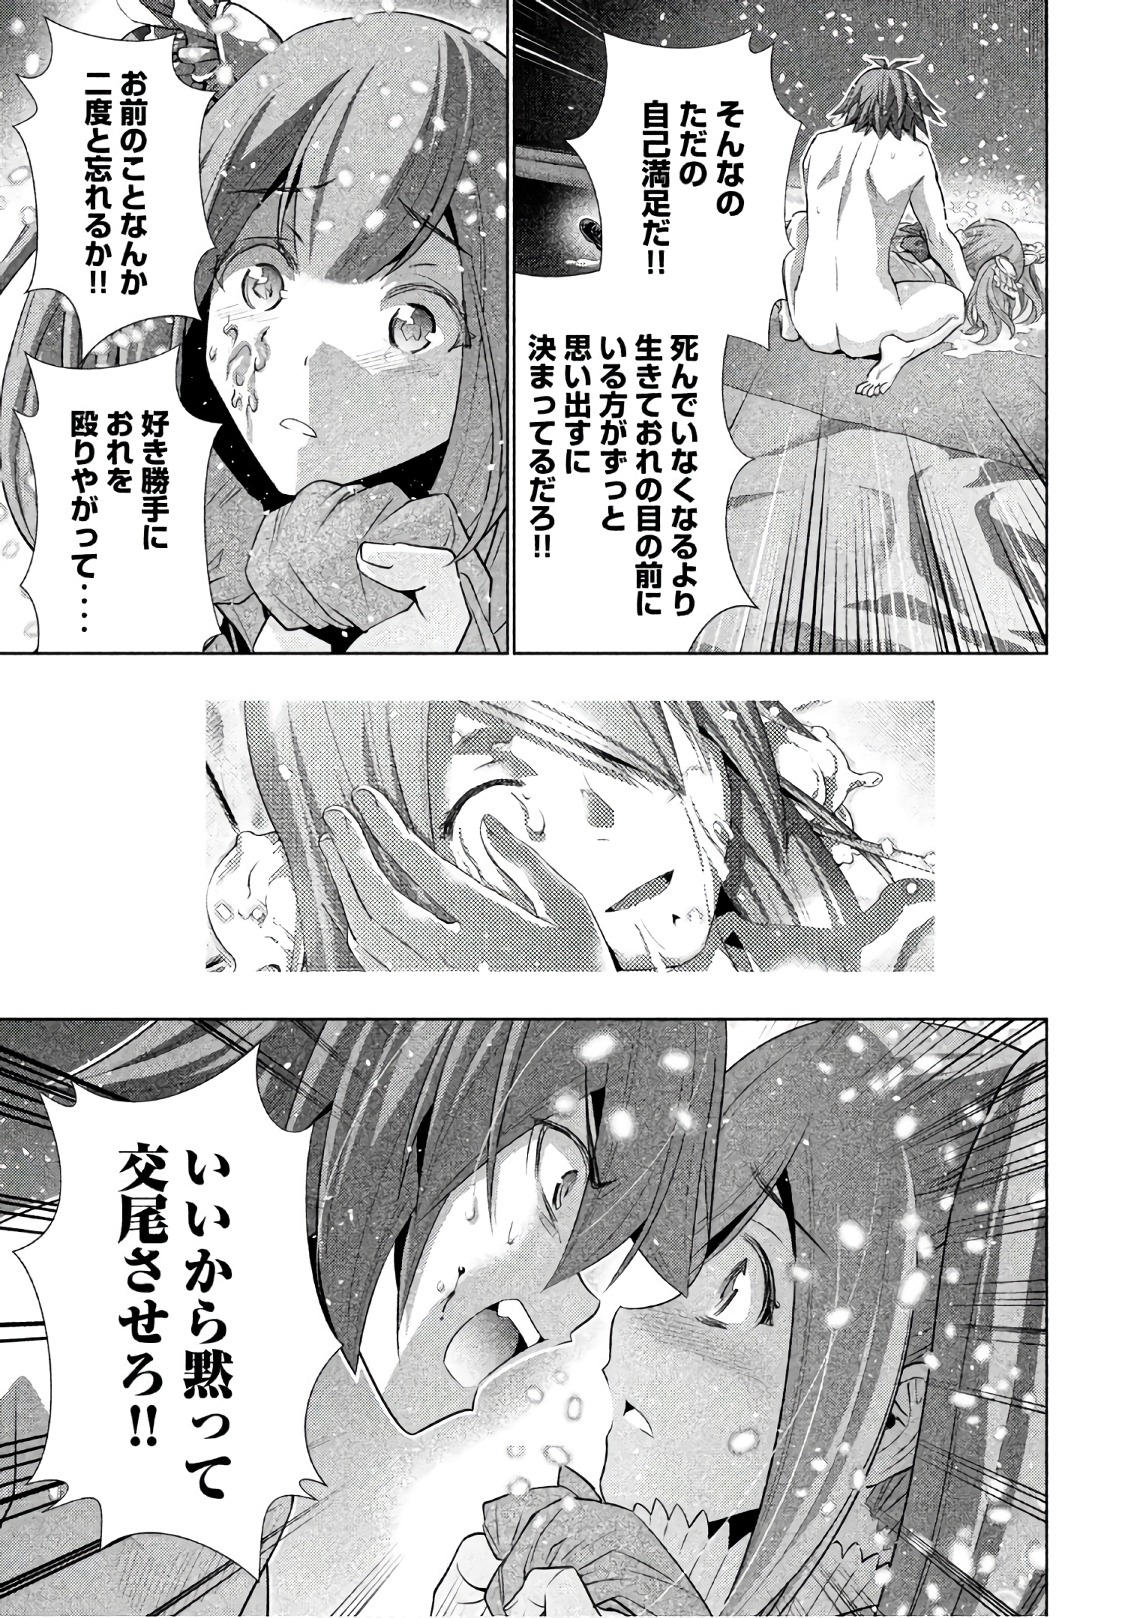 そんなの
ただの
自己満足だ!!
死んでいなくなるより
生きておれの目の前に
いる方がずっと
思い出すに
決まってるだろ!!
お前のことなんか
二度と忘れるか!!
好き勝手に
おれを
殴りやがって‥‥‥
いいから黙って
交尾させろ!!